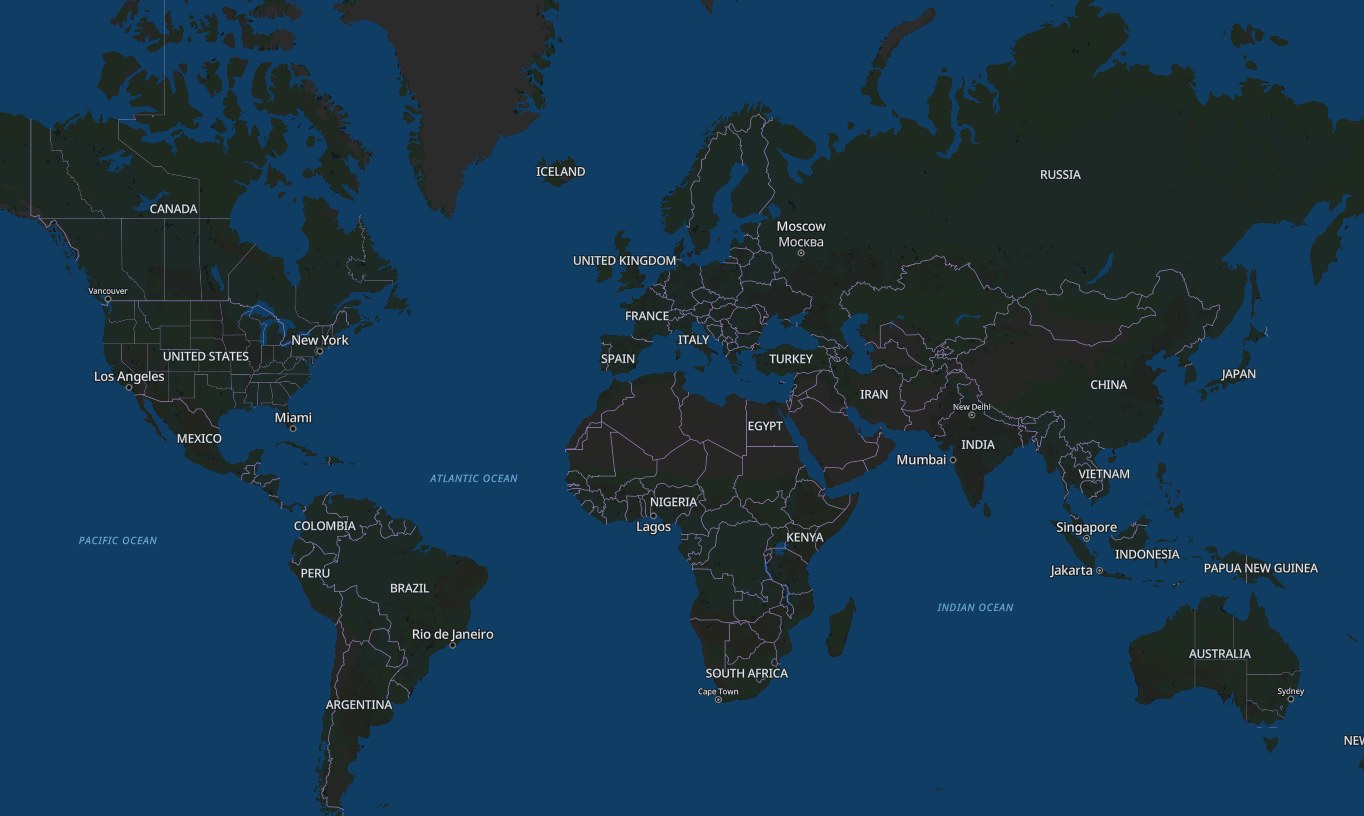 ICELAND
RUSSIA
CANADA
Moscow
Москва
UNITED KINGDOM
Vancouver
FRANCE
New York
ITALY
UNITED STATES
SPAIN
TURKEY
Los Angeles
JAPAN
CHINA
IRAN
New Delhi
Miami
EGYPT
MEXICO
INDIA
Mumbai
ATLANTIC OCEAN
VIETNAM
NIGERIA
COLOMBIA
Lagos
Singapore
PACIFIC OCEAN
KENYA
INDONESIA
PERU
Jakarta
PAPUA NEW GUINEA
BRAZIL
INDIAN OCEAN
Rio de Janeiro
AUSTRALIA
SOUTH AFRICA
Cape Town
Sydney
ARGENTINA
NEW